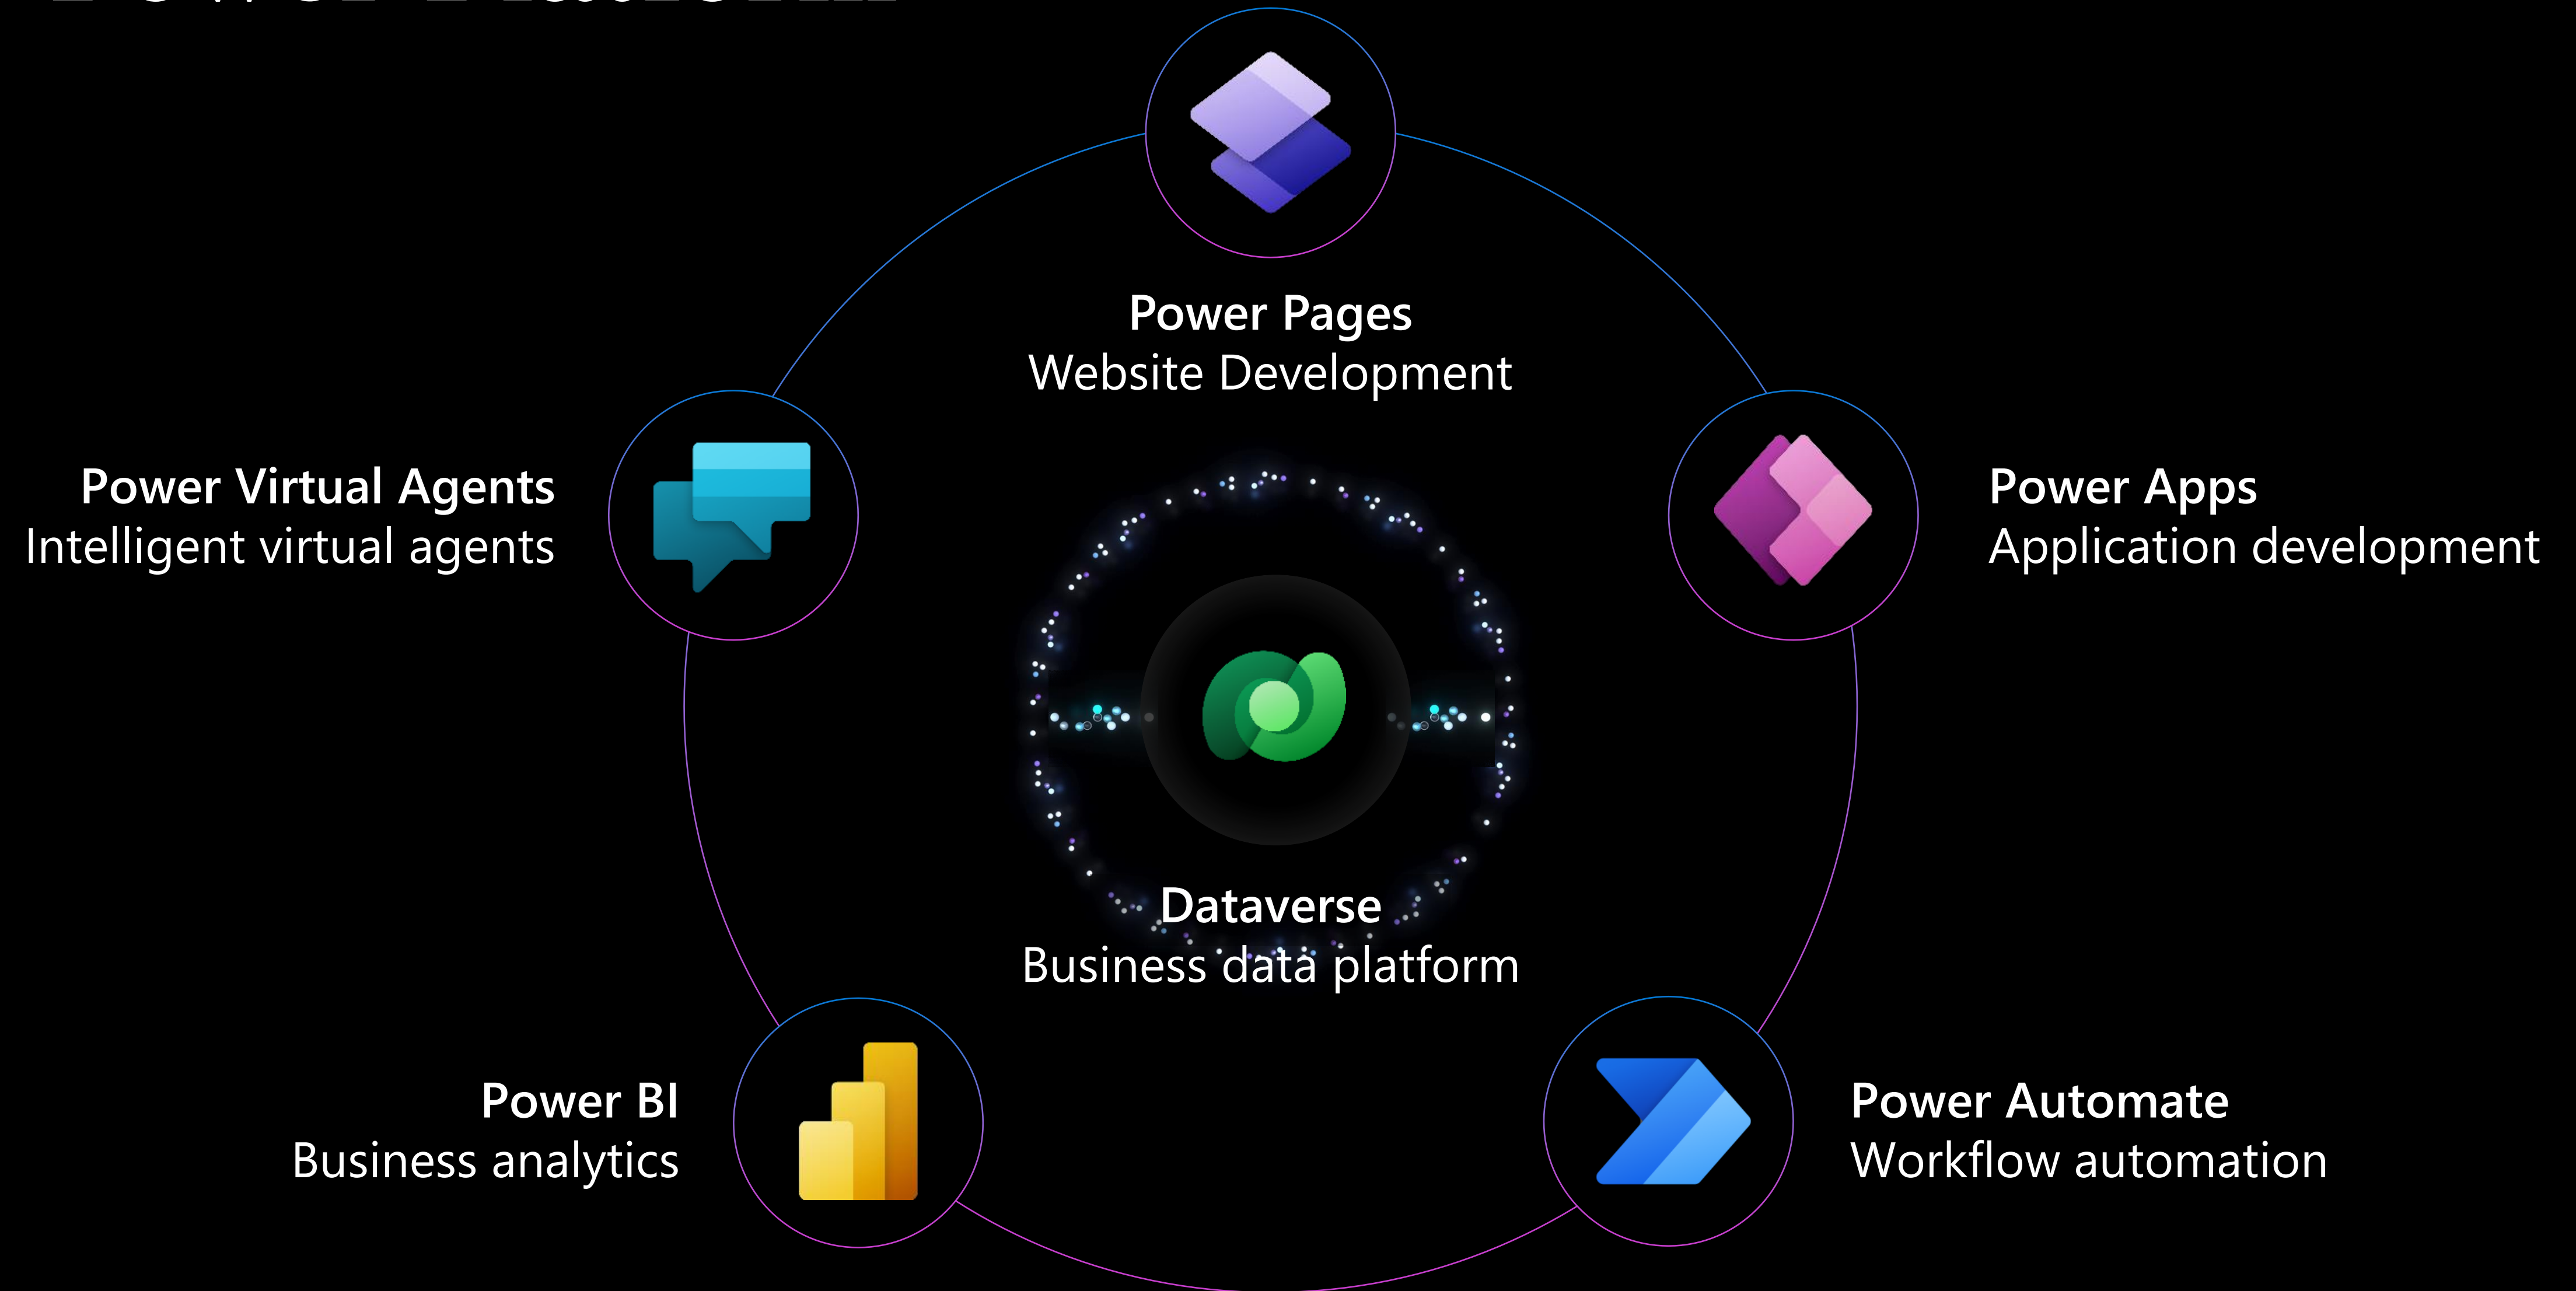 Power Pages
Website Development
Power Virtual Agents
Intelligent virtual agents
Power Apps
Application development
Dataverse
Business data platform
Power BI
Business analytics
Power Automate
Workflow automation